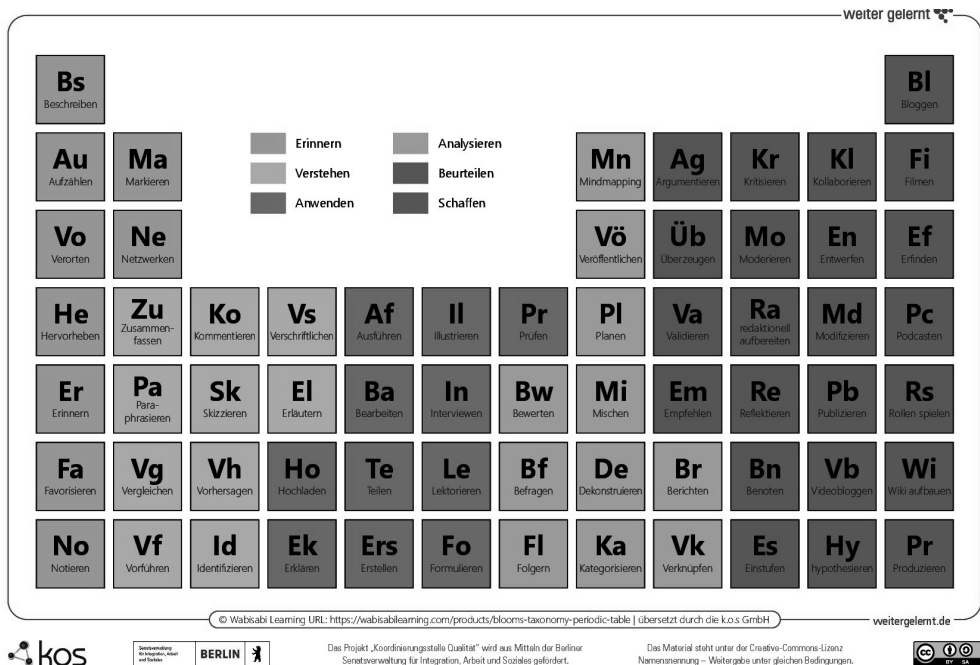 weiter gelernt
Bs
Beschreiben
Bl
Bloggen
Au
Aufzählen
Ma
Markieren
Erinnern
Verstehen
Anwenden
Analysieren
Beurteilen
Schaffen
Mn
Mindmapping
Ag
Argumentieren
Kr
Kritisieren
Kl
Kollaborieren
Fi
Filmen
Vo
Verorten
Ne
Netzwerken
Vö
Veröffentlichen
Üb
Überzeugen
Mo
Moderieren
En
Entwerfen
Ef
Erfinden
He
Hervorheben
Zu
Zusammen-
fassen
Ko
Kommentieren
Vs
Verschriftlichen
Af
Ausführen
Il
Illustrieren
Pr
Prüfen
Pl
Planen
Va
Validieren
Ra
redaktionell
aufbereiten
Md
Modifizieren
Pc
Podcasten
Er
Erinnern
Pa
Para-
phrasieren
Sk
Skizzieren
El
Erläutern
Ba
Bearbeiten
In
Interviewen
Bw
Bewerten
Mi
Mischen
Em
Empfehlen
Re
Reflektieren
Pb
Publizieren
Rs
Rollen spielen
Fa
Favorisieren
Vg
Vergleichen
Vh
Vorhersagen
Ho
Hochladen
Te
Teilen
Le
Lektorieren
Bf
Befragen
De
Dekonstruieren
Br
Berichten
Bn
Benoten
Vb
Videobloggen
Wi
Wiki aufbauen
No
Notieren
Vf
Vorführen
Id
Identifizieren
Ek
Erklären
Ers
Erstellen
Fo
Formulieren
Fl
Folgern
Ka
Kategorisieren
Vk
Verknüpfen
Es
Einstufen
Hy
hypothesieren
Pr
Produzieren
© Wabisabi Learning URL: https://wabisabilearning.com/products/blooms-taxonomy-periodic-table | übersetzt durch die k.o.s GmbH
weitergelernt.de
kos
Senatsverwaltung
für Integration, Arbeit
und Soziales
BERLIN
Das Projekt „Koordinierungsstelle Qualität" wird aus Mitteln der Berliner
Senatsverwaltung für Integration, Arbeit und Soziales gefördert.
Das Material steht unter der Creative-Commons-Lizenz
Namensnennung – Weitergabe unter gleichen Bedingungen.
CC
BY SA